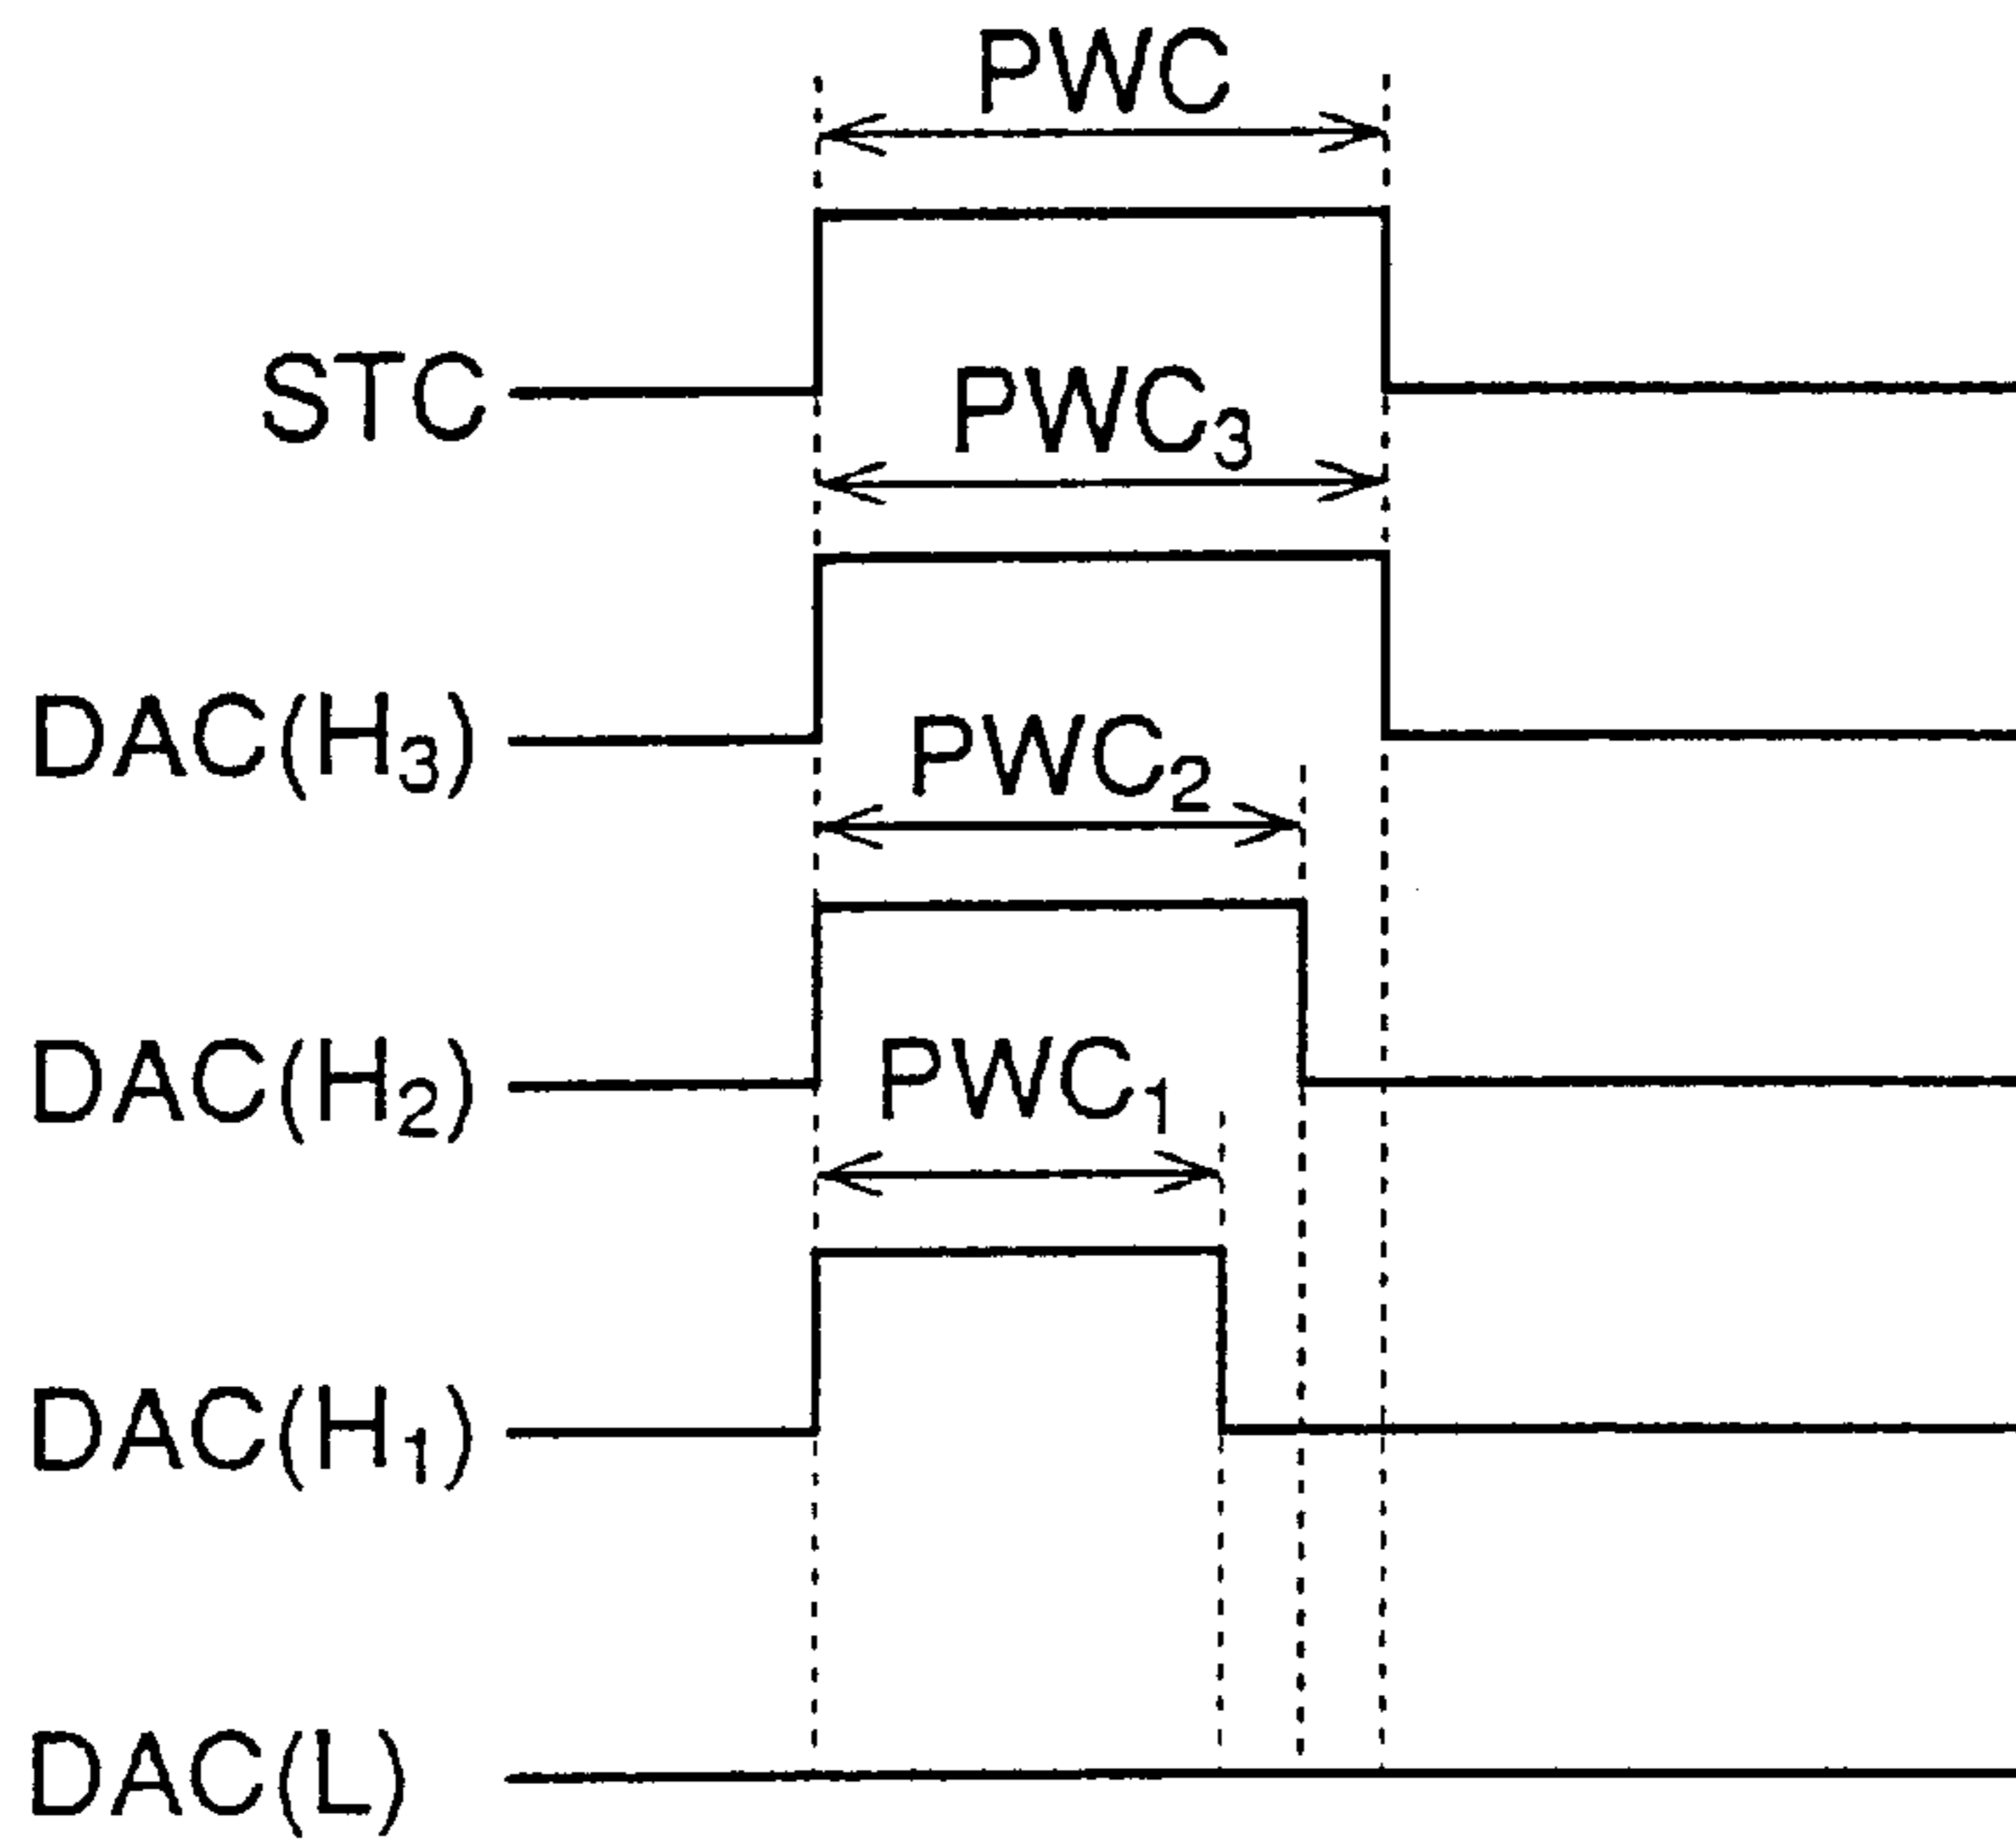 PWC
STC
PWC₃
DAC(H₃)
PWC₂
DAC(H₂)
PWC₁
DAC(H₁)
DAC(L)